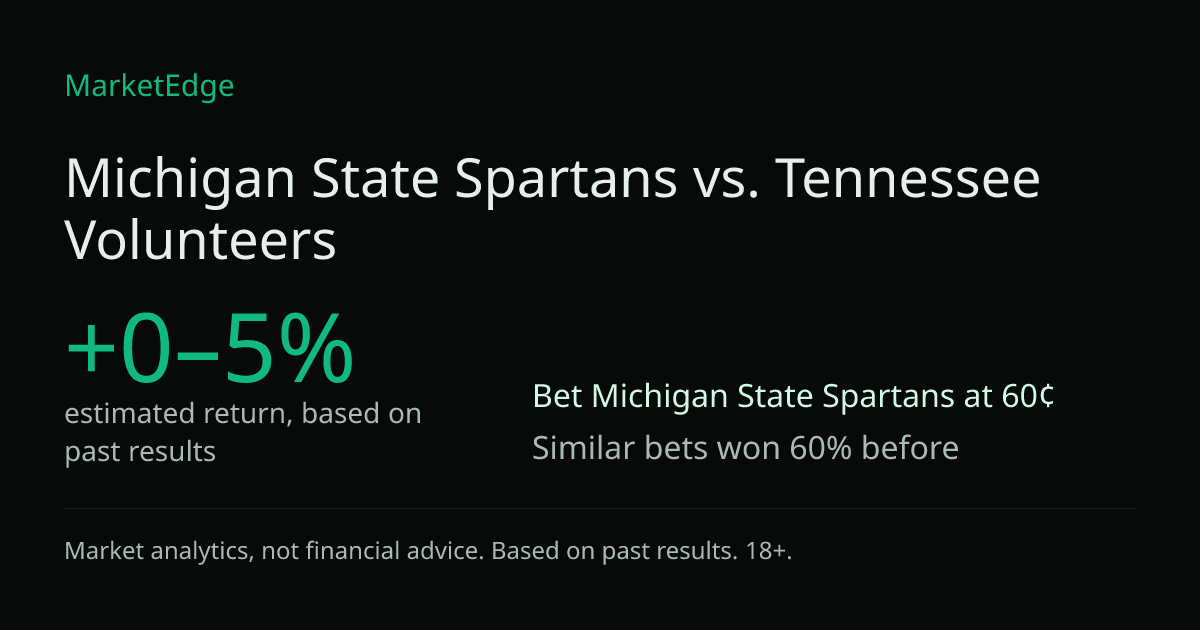 MarketEdge
Michigan State Spartans vs. Tennessee
Volunteers
+0–5%
estimated return, based on
past results
Bet Michigan State Spartans at 60¢
Similar bets won 60% before
Market analytics, not financial advice. Based on past results. 18+.